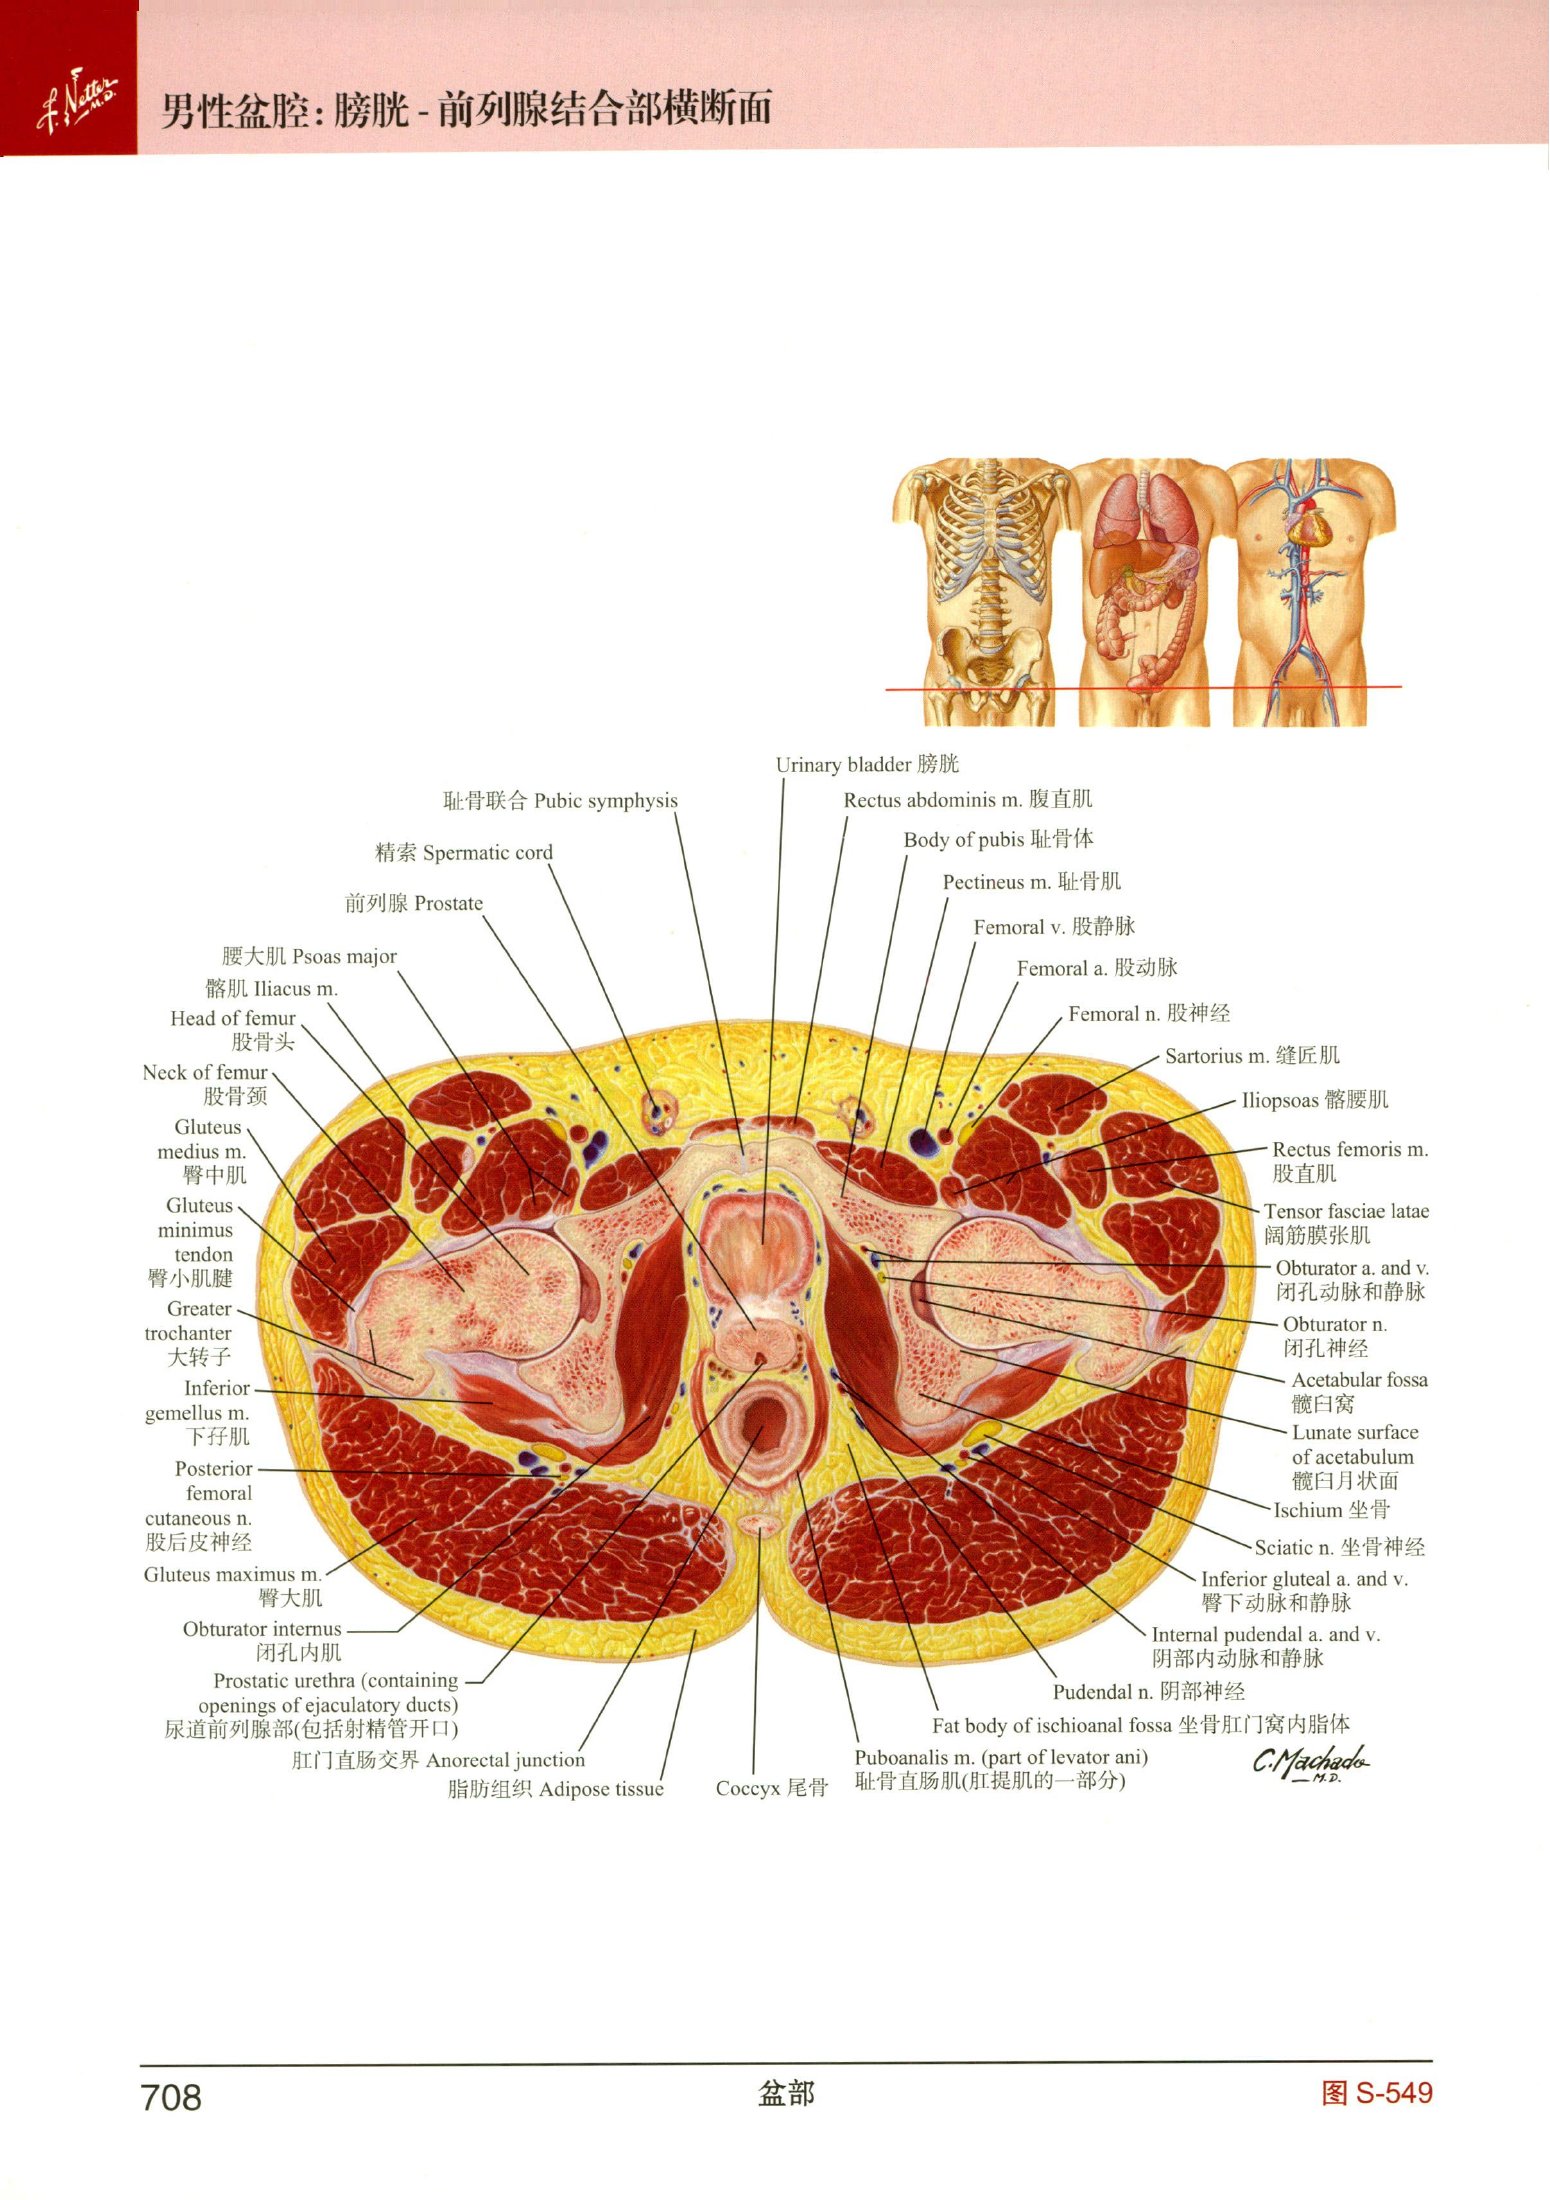 F. Netter
M.D.
男性盆腔：膀胱 - 前列腺结合部横断面
Urinary bladder 膀胱
耻骨联合 Pubic symphysis
Rectus abdominis m. 腹直肌
精索 Spermatic cord
Body of pubis 耻骨体
前列腺 Prostate
Pectineus m. 耻骨肌
Femoral v. 股静脉
腰大肌 Psoas major
Femoral a. 股动脉
髂肌 Iliacus m.
Femoral n. 股神经
Head of femur
股骨头
Sartorius m. 缝匠肌
Neck of femur
股骨颈
Iliopsoas 髂腰肌
Gluteus
medius m.
臀中肌
Rectus femoris m.
股直肌
Gluteus
minimus
tendon
臀小肌腱
Tensor fasciae latae
阔筋膜张肌
Obturator a. and v.
闭孔动脉和静脉
Greater
trochanter
大转子
Obturator n.
闭孔神经
Inferior
gemellus m.
下孖肌
Acetabular fossa
髋臼窝
Lunate surface
of acetabulum
髋臼月状面
Posterior
femoral
cutaneous n.
股后皮神经
Ischium 坐骨
Sciatic n. 坐骨神经
Gluteus maximus m.
臀大肌
Inferior gluteal a. and v.
臀下动脉和静脉
Obturator internus
闭孔内肌
Internal pudendal a. and v.
阴部内动脉和静脉
Prostatic urethra (containing
openings of ejaculatory ducts)
尿道前列腺部(包括射精管开口)
Pudendal n. 阴部神经
Fat body of ischioanal fossa 坐骨肛门窝内脂体
肛门直肠交界 Anorectal junction
Puboanalis m. (part of levator ani)
耻骨直肠肌(肛提肌的一部分)
脂肪组织 Adipose tissue
Coccyx 尾骨
C.Machado
M.D.
708
盆部
图 S-549